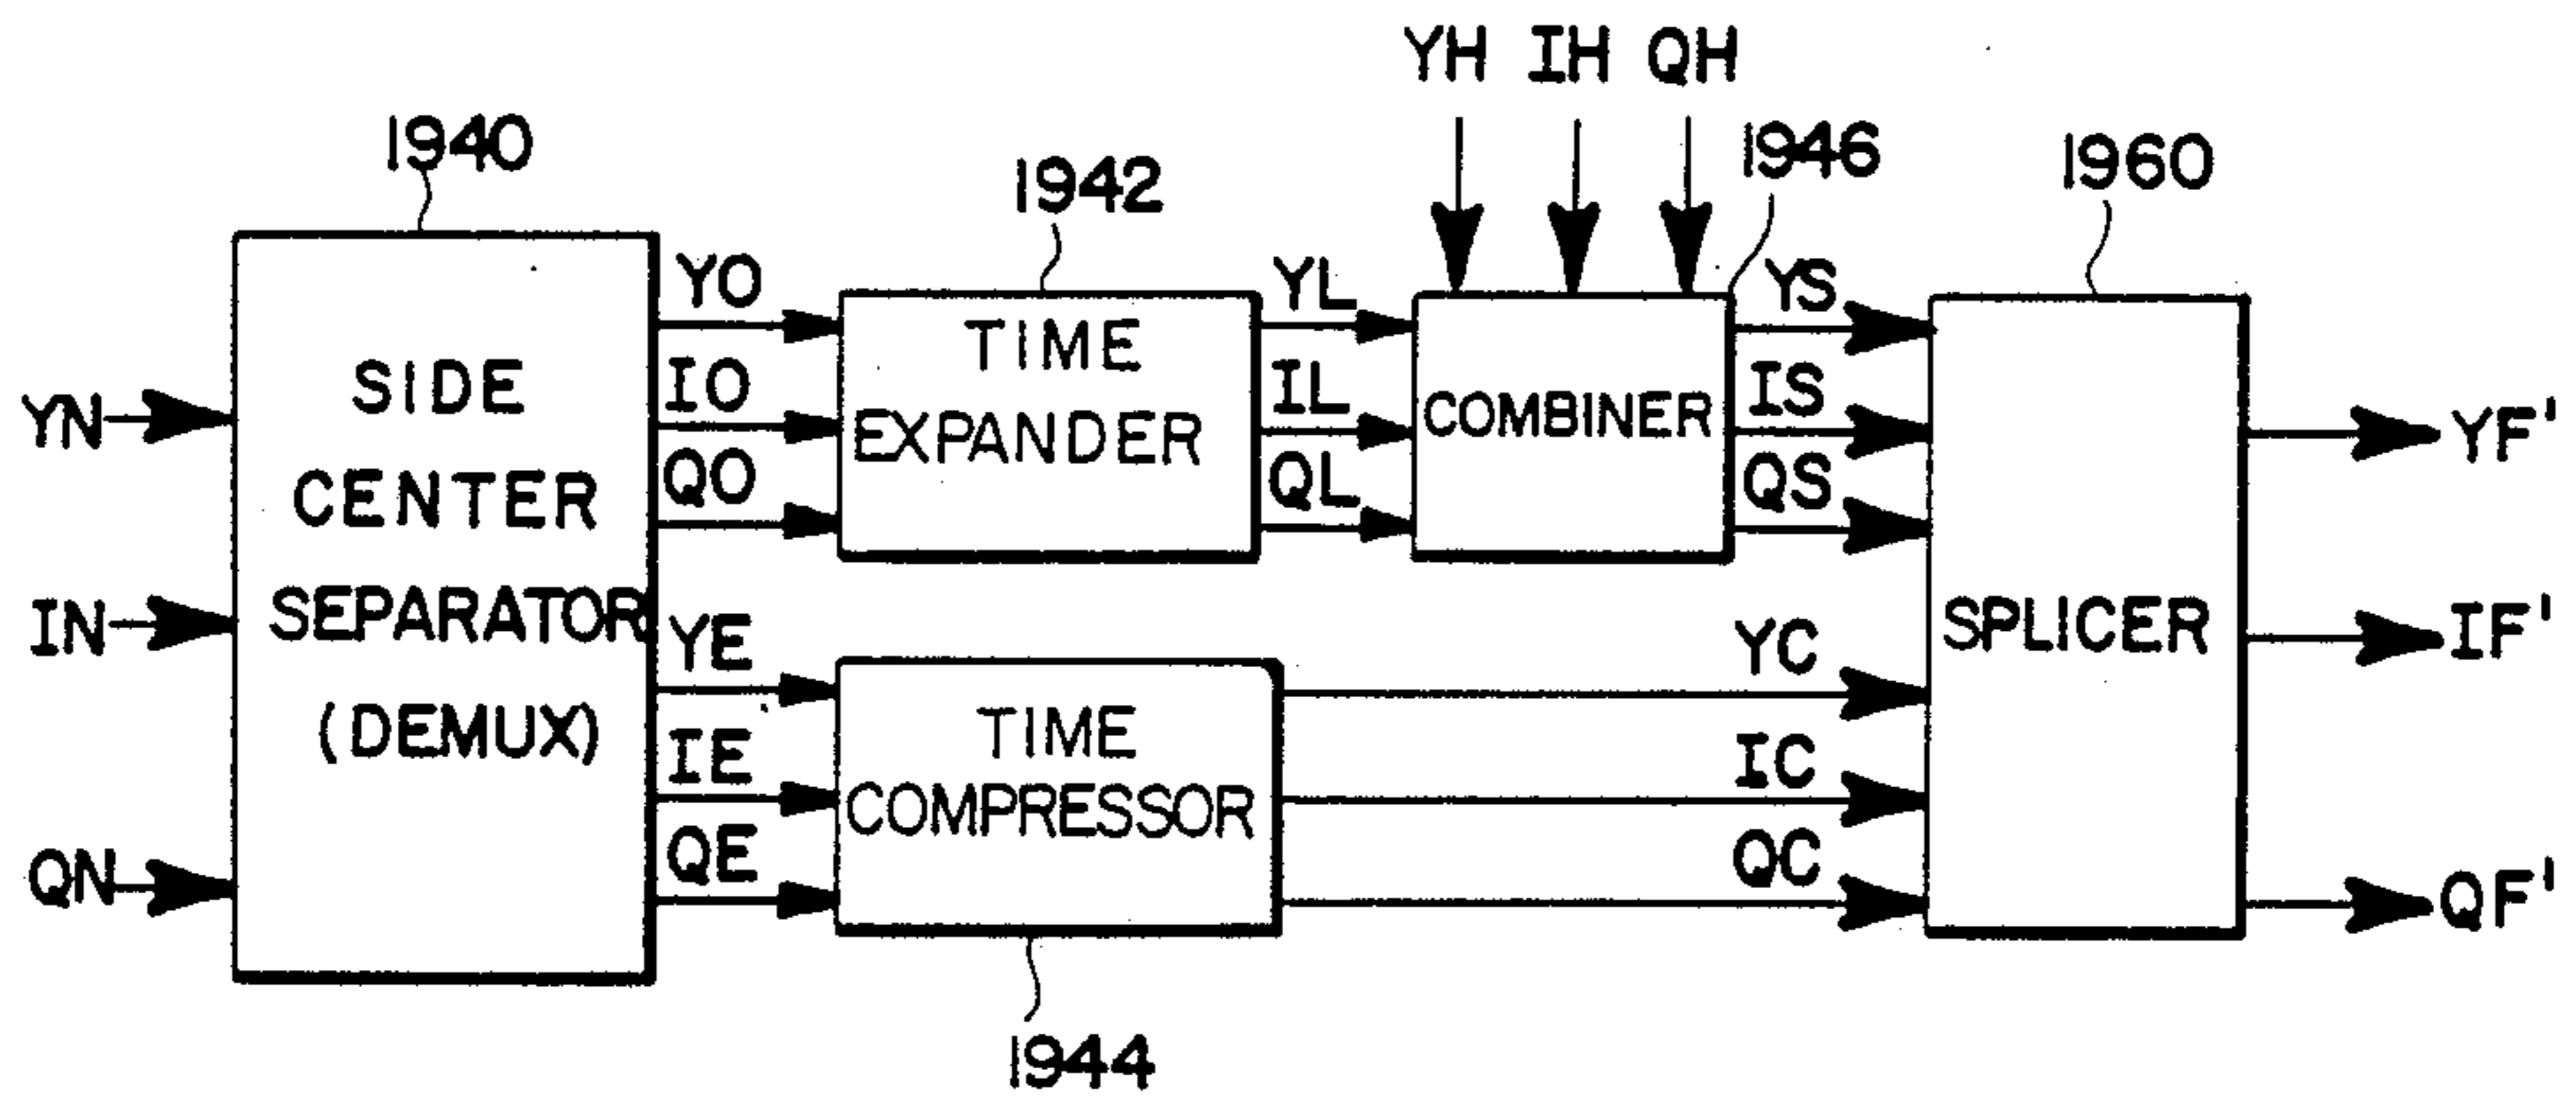 YH IH QH
1940
1942
1946
1960
YN
IN
QN
SIDE
CENTER
SEPARATOR
(DEMUX)
YO
IO
QO
YE
IE
QE
TIME
EXPANDER
TIME
COMPRESSOR
1944
YL
IL
QL
COMBINER
YS
IS
QS
YC
IC
QC
SPLICER
YF'
IF'
QF'